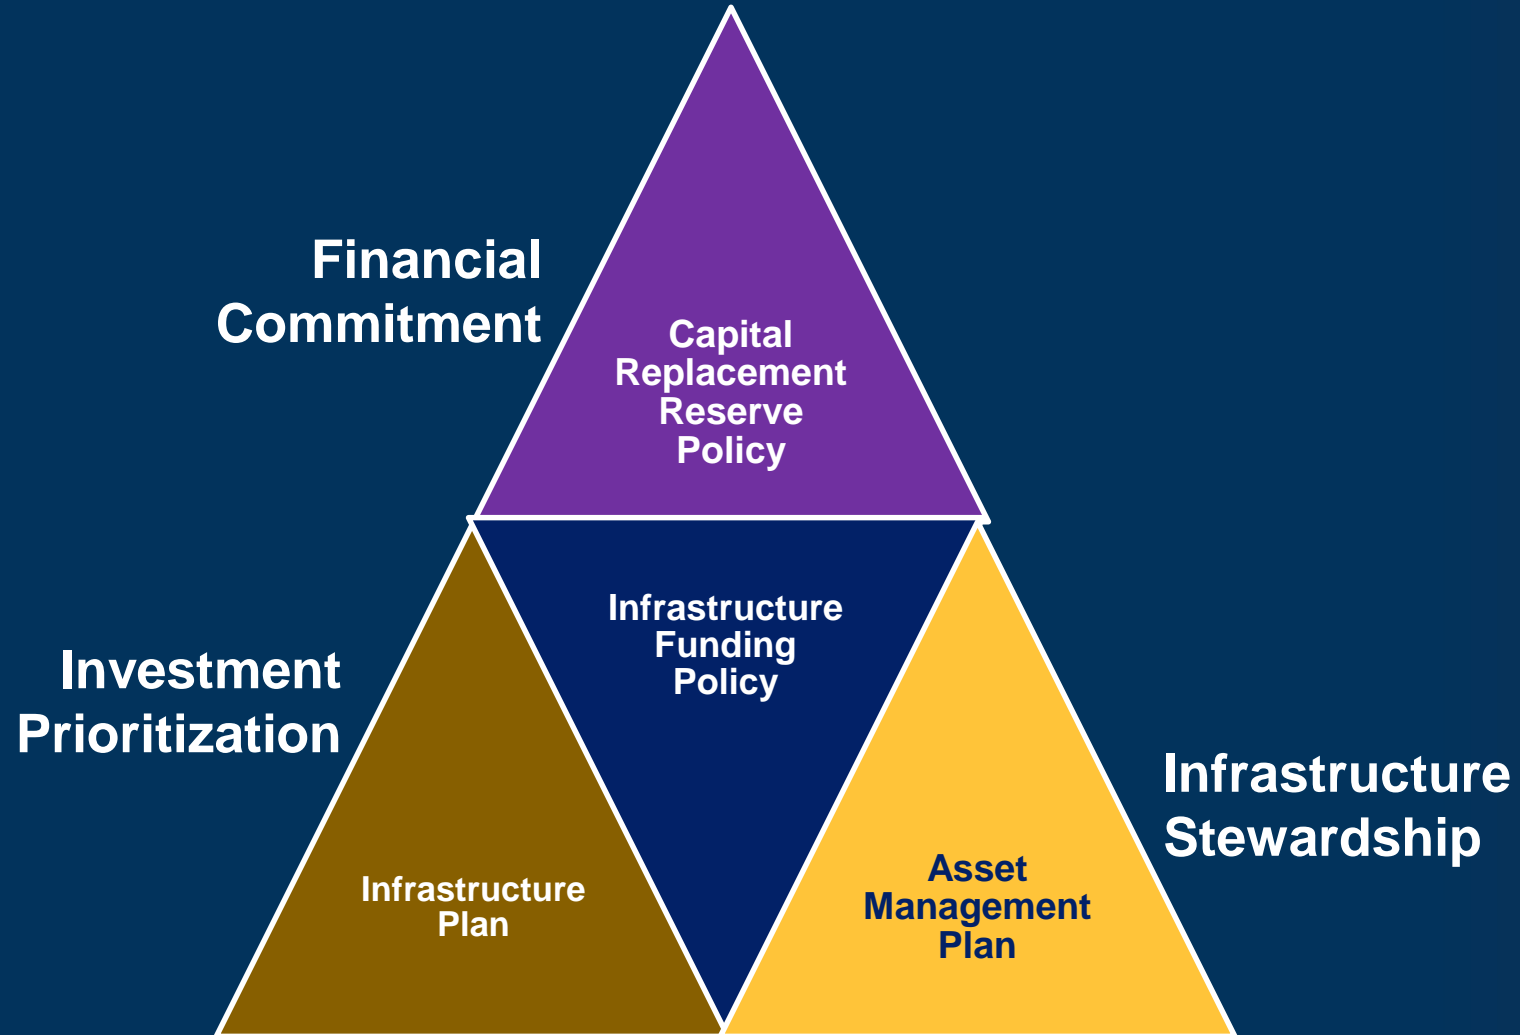 Financial
Commitment
Capital
Replacement
Reserve
Policy
Infrastructure
Funding
Policy
Investment
Prioritization
Infrastructure
Stewardship
Infrastructure
Plan
Asset
Management
Plan